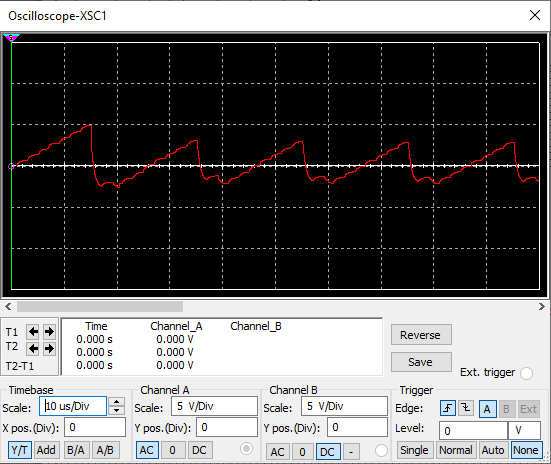 Oscilloscope-XSC1
T1
T2
T2-T1
Time Channel_A Channel_B
0.000 s 0.000 V
0.000 s 0.000 V
0.000 s 0.000 V
Reverse
Save
Ext. trigger
Timebase
Scale: 10 us/Div
X pos.(Div): 0
Y/T Add B/A A/B
Channel A
Scale: 5 V/Div
Y pos.(Div): 0
AC 0 DC
Channel B
Scale: 5 V/Div
Y pos.(Div): 0
AC 0 DC -
Trigger
Edge: A B Ext
Level: 0 V
Single Normal Auto None